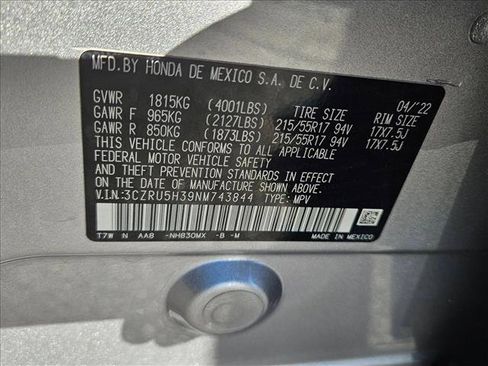 MFD. BY HONDA DE MEXICO S.A. DE C.V.
04/'22
GVWR 1815KG (4001LBS) TIRE SIZE RIM SIZE
GAWR F 965KG (2127LBS) 215/55R17 94V 17X7.5J
GAWR R 850KG (1873LBS) 215/55R17 94V 17X7.5J
THIS VEHICLE CONFORMS TO ALL APPLICABLE
FEDERAL MOTOR VEHICLE SAFETY
AND THEFT PREVENTION STANDARDS IN EFFECT
ON THE DATE OF MANUFACTURE SHOWN ABOVE.
V.I.N.:3CZRU5H39NM743844 TYPE: MPV
T7W N AAB -NH830MX -B -M
MADE IN MEXICO